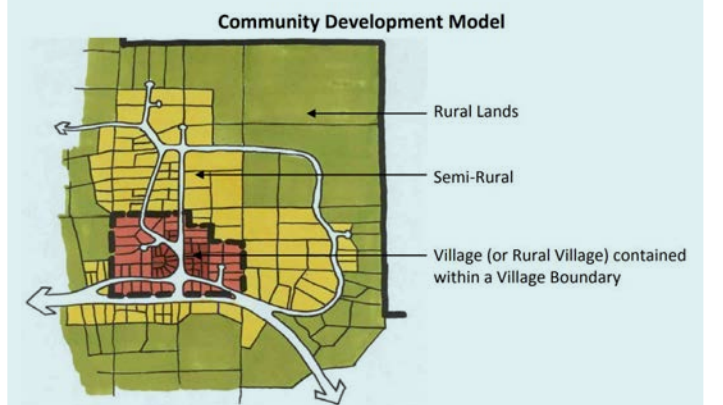 Community Development Model
Rural Lands
Semi-Rural
Village (or Rural Village) contained
within a Village Boundary